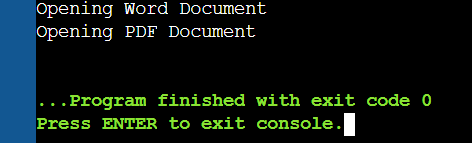 Opening Word Document
Opening PDF Document
...Program finished with exit code 0
Press ENTER to exit console.